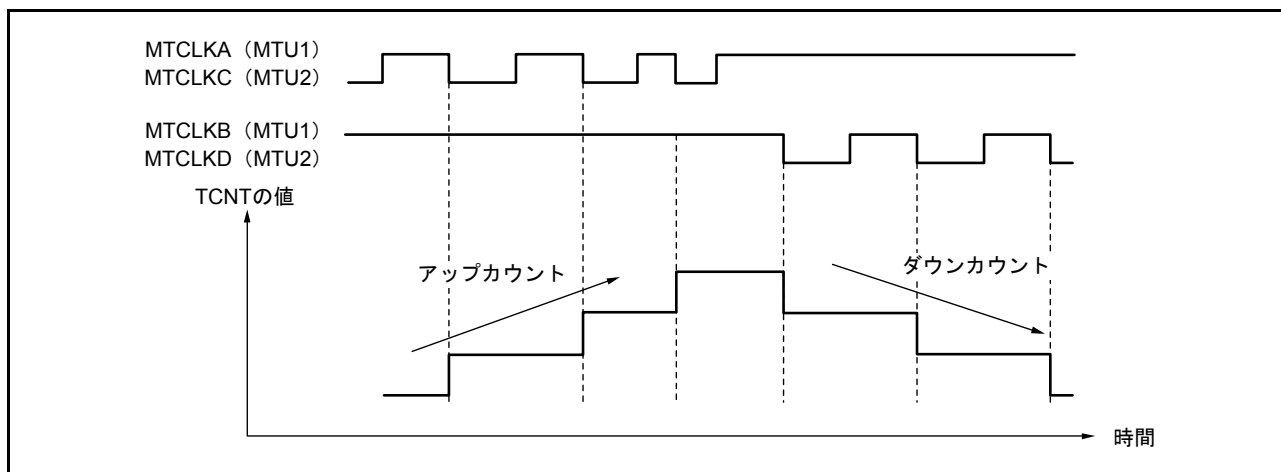 MTCLKA（MTU1）
MTCLKC（MTU2）
MTCLKB（MTU1）
MTCLKD（MTU2）
TCNTの値
アップカウント
ダウンカウント
時間